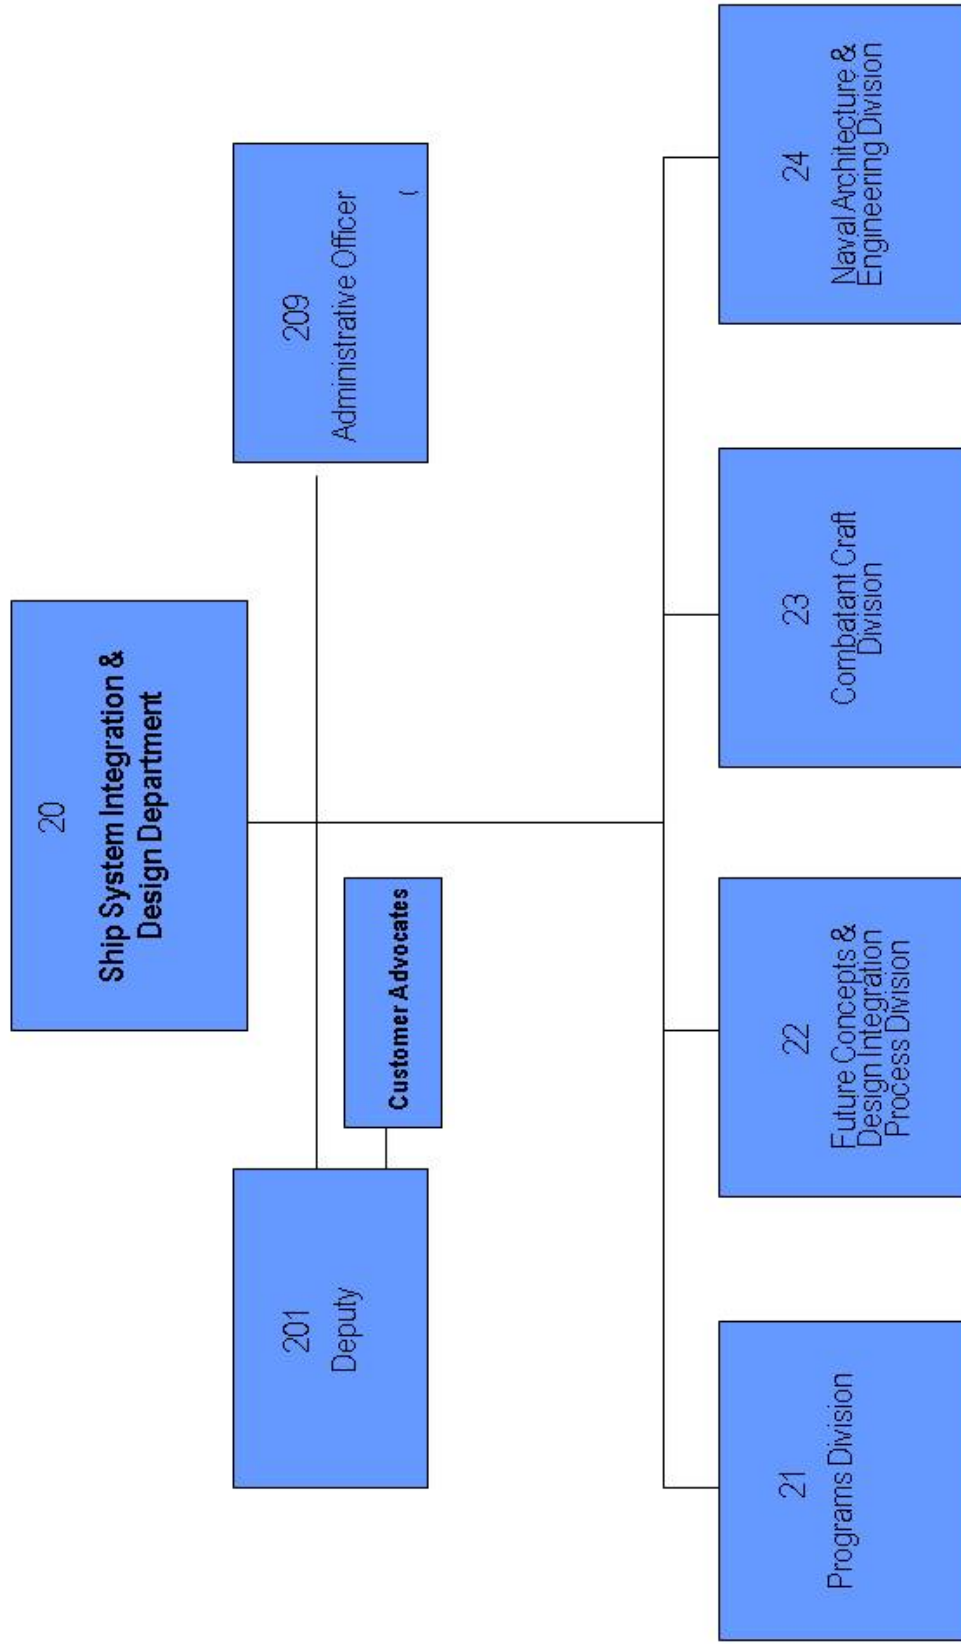 20
Ship System Integration &
Design Department
201
Deputy
Customer Advocates
209
Administrative Officer
(
21
Programs Division
22
Future Concepts &
Design Integration
Process Division
23
Combatant Craft
Division
24
Naval Architecture &
Engineering Division